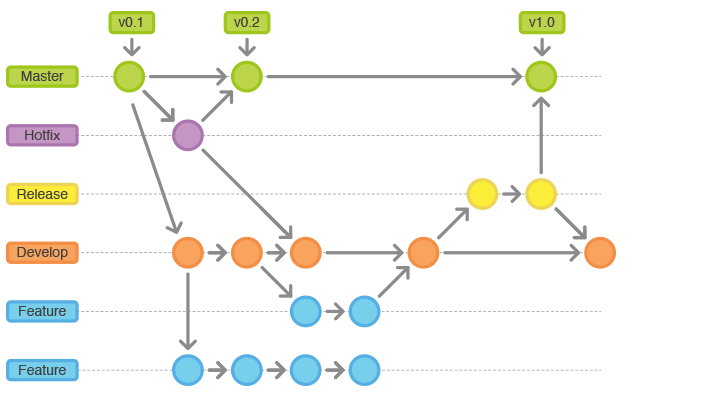 v0.1
v0.2
v1.0
Master
Hotfix
Release
Develop
Feature
Feature